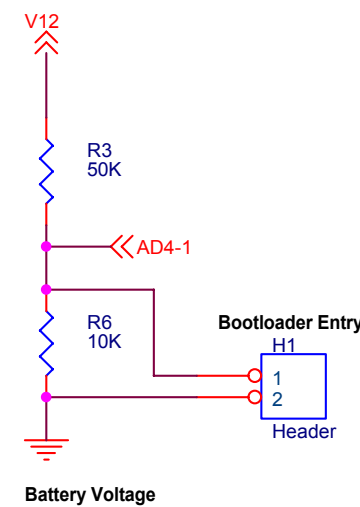 V12
R3
50K
AD4-1
R6
10K
Bootloader Entry
H1
1
2
Header
Battery Voltage